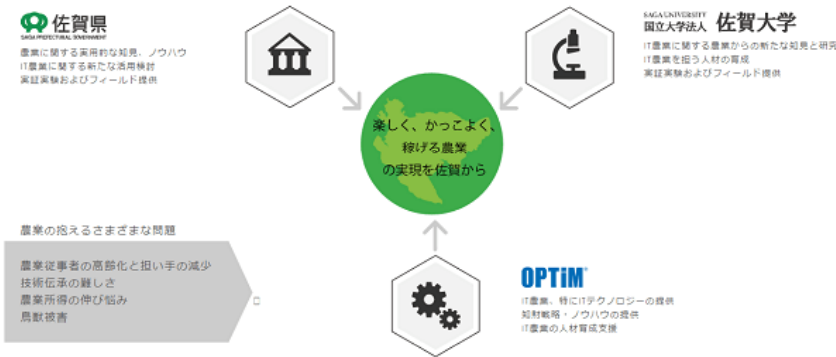 佐賀県
SAGA PREFECTURAL GOVERNMENT
農業に関する実用的な知見、ノウハウ
IT農業に関する新たな活用検討
実証実験およびフィールド提供
SAGA UNIVERSITY
国立大学法人 佐賀大学
IT農業に関する農業からの新たな知見と研究
IT農業を担う人材の育成
実証実験およびフィールド提供
楽しく、かっこよく、
稼げる農業
の実現を佐賀から
農業の抱えるさまざまな問題
農業従事者の高齢化と担い手の減少
技術伝承の難しさ
農業所得の伸び悩み
鳥獣被害
OPTiM
IT農業、特にITテクノロジーの提供
知財戦略・ノウハウの提供
IT農業の人材育成支援